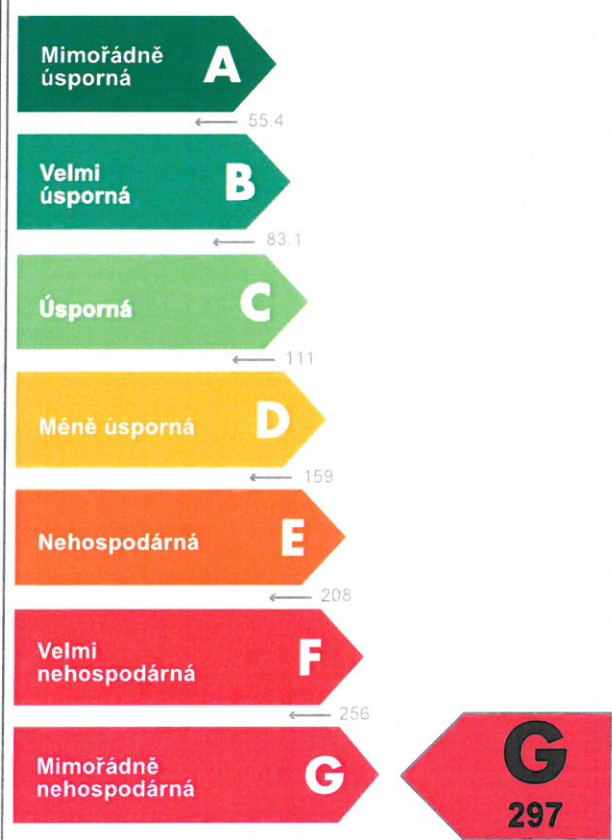 Mimořádně
úsporná A
55.4
Velmi
úsporná B
83.1
Úsporná C
111
Méně úsporná D
159
Nehospodárná E
208
Velmi
nehospodárná F
256
Mimořádně
nehospodárná G
G
297